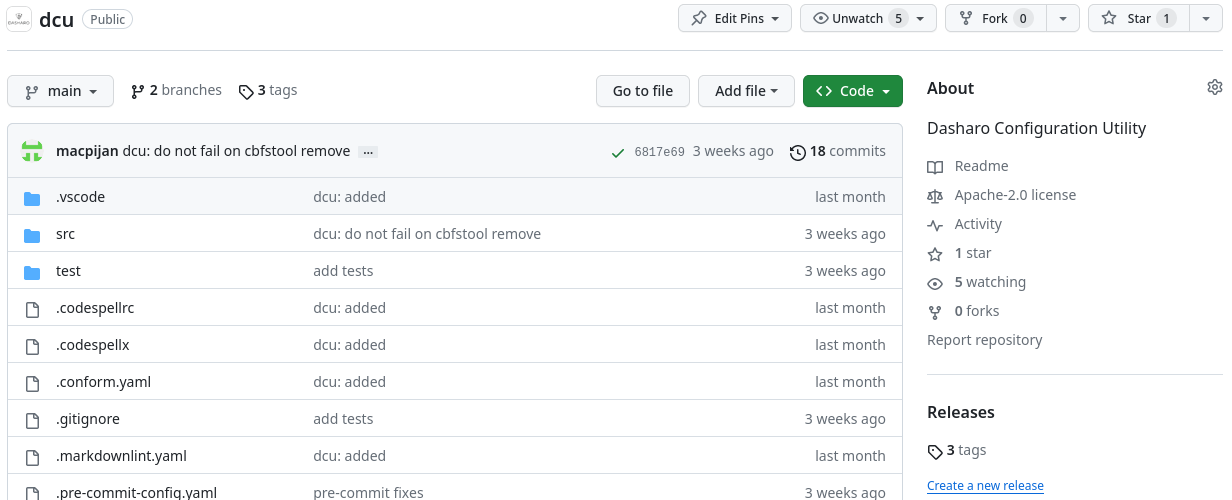 DASHARO dcu Public Edit Pins Unwatch 5 Fork 0 Star 1
main 2 branches 3 tags Go to file Add file Code
macpijan dcu: do not fail on cbfstool remove ... 6817e69 3 weeks ago 18 commits
.vscode dcu: added last month
src dcu: do not fail on cbfstool remove 3 weeks ago
test add tests 3 weeks ago
.codespellrc dcu: added last month
.codespellx dcu: added last month
.conform.yaml dcu: added last month
.gitignore add tests 3 weeks ago
.markdownlint.yaml dcu: added last month
.pre-commit-config.yaml pre-commit fixes 3 weeks ago
About
Dasharo Configuration Utility
Readme
Apache-2.0 license
Activity
1 star
5 watching
0 forks
Report repository
Releases
3 tags
Create a new release